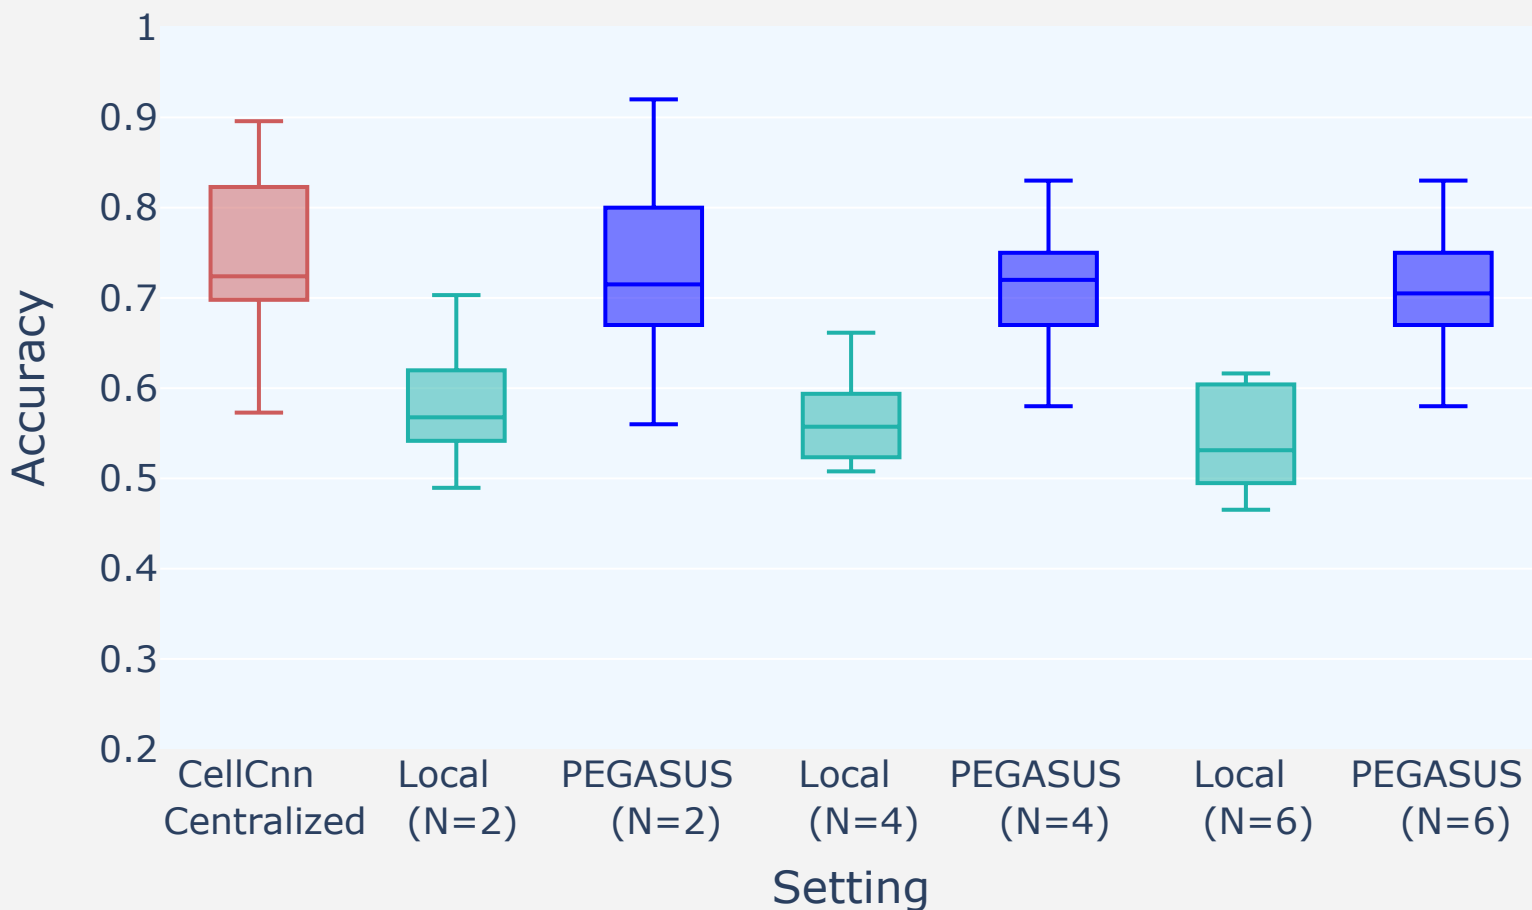 1
0.9
0.8
0.7
0.6
0.5
0.4
0.3
0.2
Accuracy
CellCnn Local PEGASUS Local PEGASUS Local PEGASUS
Centralized (N=2) (N=2) (N=4) (N=4) (N=6) (N=6)
Setting